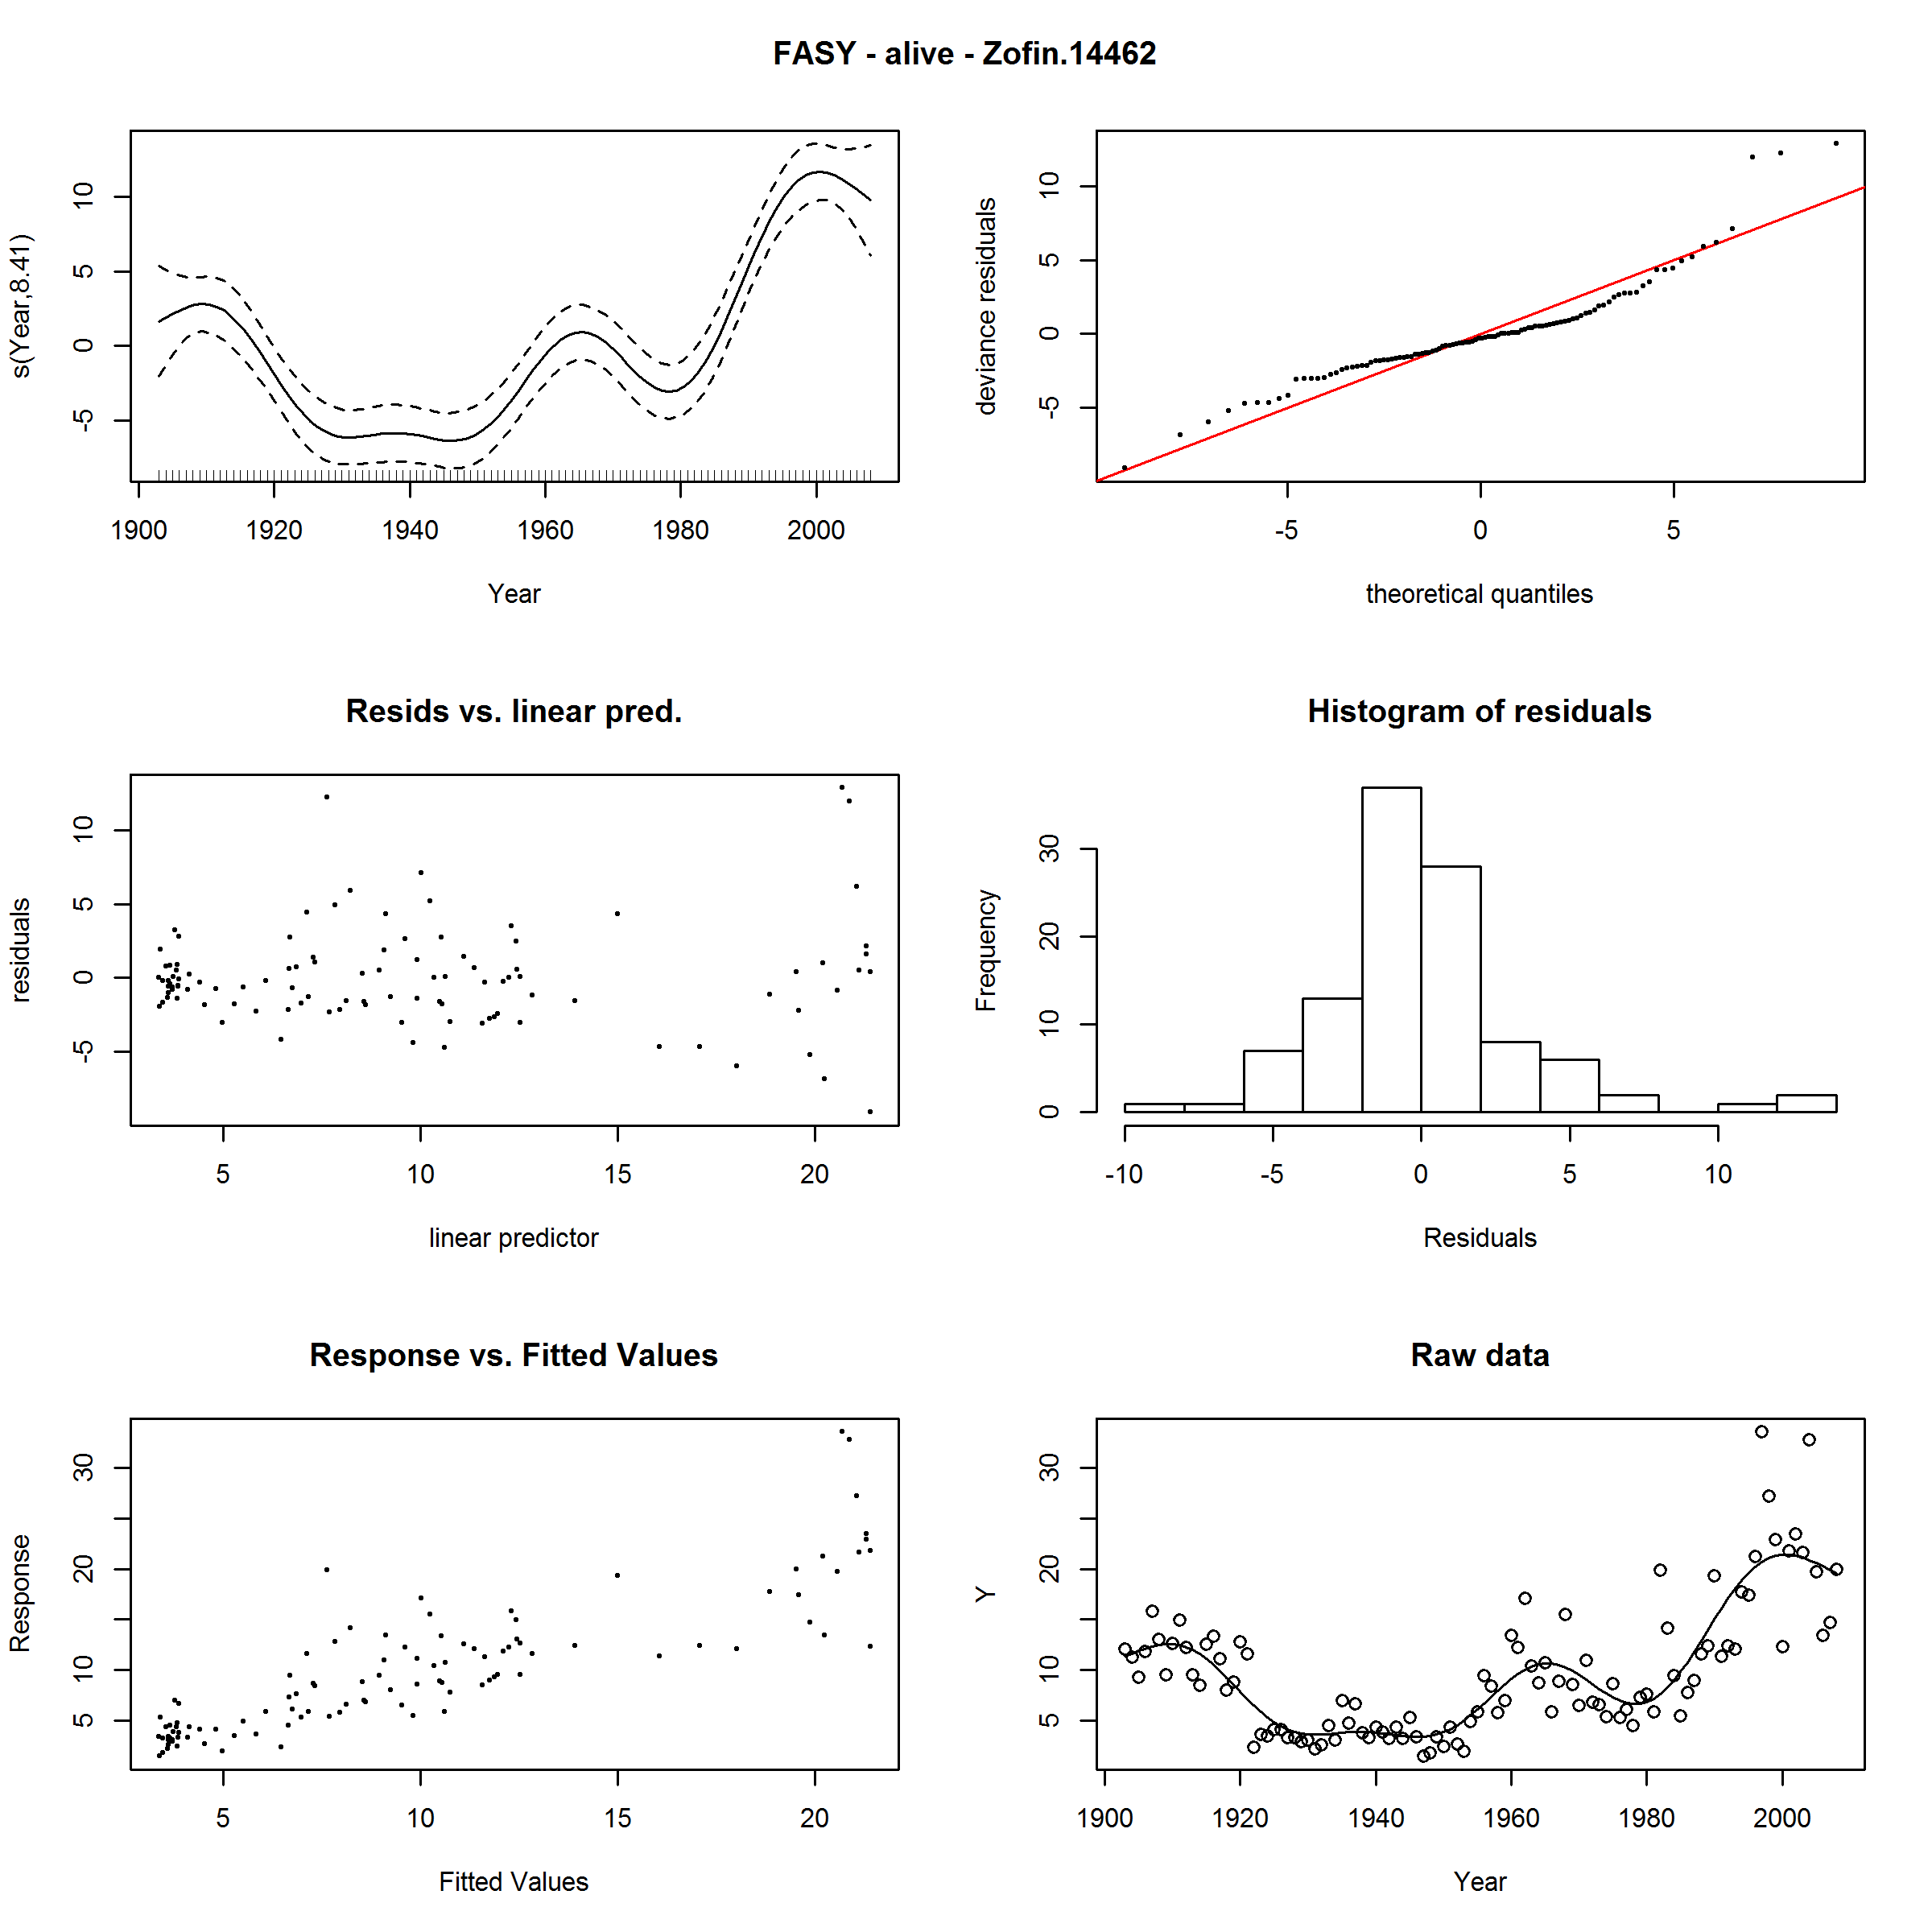 FASY - alive - Zofin.14462
s(Year,8.41)
-5 0 5 10
1900 1920 1940 1960 1980 2000
Year
deviance residuals
-5 0 5 10
-5 0 5
theoretical quantiles
Resids vs. linear pred.
residuals
-5 0 5 10
5 10 15 20
linear predictor
Histogram of residuals
Frequency
0 10 20 30
-10 -5 0 5 10
Residuals
Response vs. Fitted Values
Response
5 10 20 30
5 10 15 20
Fitted Values
Raw data
Y
5 10 20 30
1900 1920 1940 1960 1980 2000
Year